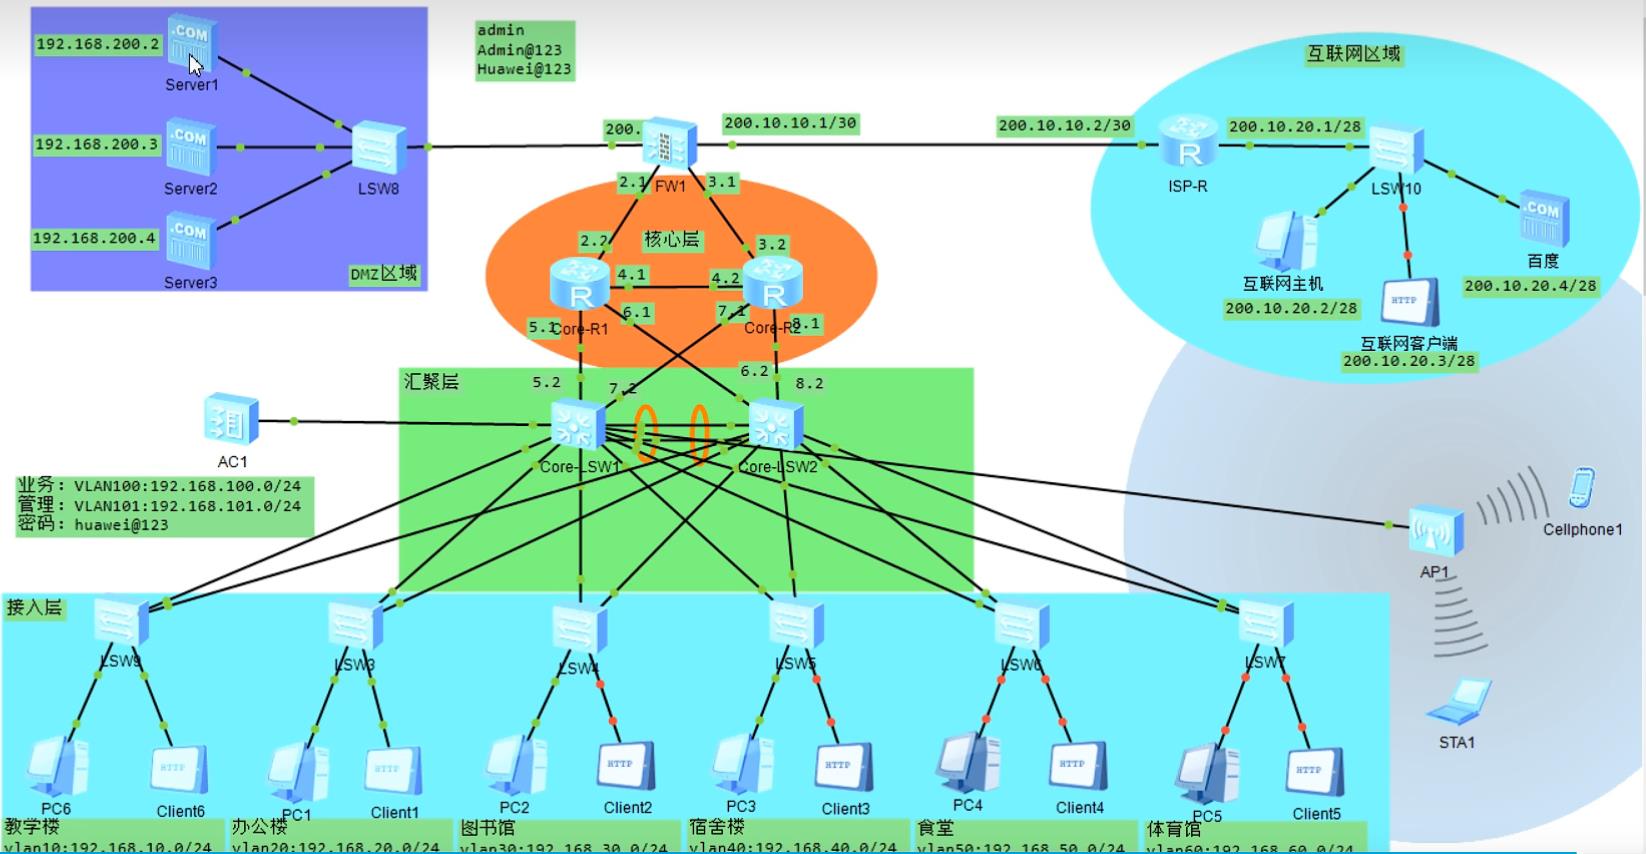 192.168.200.2
.COM
Server1
192.168.200.3
.COM
Server2
192.168.200.4
.COM
Server3
LSW8
DMZ区域
admin
Admin@123
Huawei@123
200.
FW1
200.10.10.1/30
200.10.10.2/30
互联网区域
R
ISP-R
200.10.20.1/28
LSW10
互联网主机
200.10.20.2/28
HTTP
互联网客户端
200.10.20.3/28
.COM
百度
200.10.20.4/28
2.1
3.1
2.2
核心层
3.2
4.1
4.2
R
R
5.1
Core-R1
6.1
7.1
Core-R2
8.1
汇聚层
5.2
7.2
6.2
8.2
Core-LSW1
Core-LSW2
AC1
业务：VLAN100:192.168.100.0/24
管理：VLAN101:192.168.101.0/24
密码：huawei@123
AP1
Cellphone1
STA1
接入层
LSW9
LSW3
LSW4
LSW5
LSW6
LSW7
HTTP
HTTP
HTTP
HTTP
HTTP
HTTP
PC6
Client6
PC1
Client1
PC2
Client2
PC3
Client3
PC4
Client4
PC5
Client5
教学楼
vlan10:192.168.10.0/24
办公楼
vlan20:192.168.20.0/24
图书馆
vlan30:192.168.30.0/24
宿舍楼
vlan40:192.168.40.0/24
食堂
vlan50:192.168.50.0/24
体育馆
vlan60:192.168.60.0/24